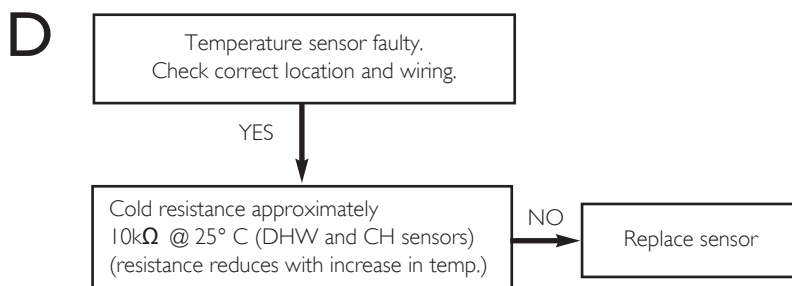 D
Temperature sensor faulty.
Check correct location and wiring.
YES
Cold resistance approximately
10kΩ @ 25° C (DHW and CH sensors)
(resistance reduces with increase in temp.)
NO
Replace sensor